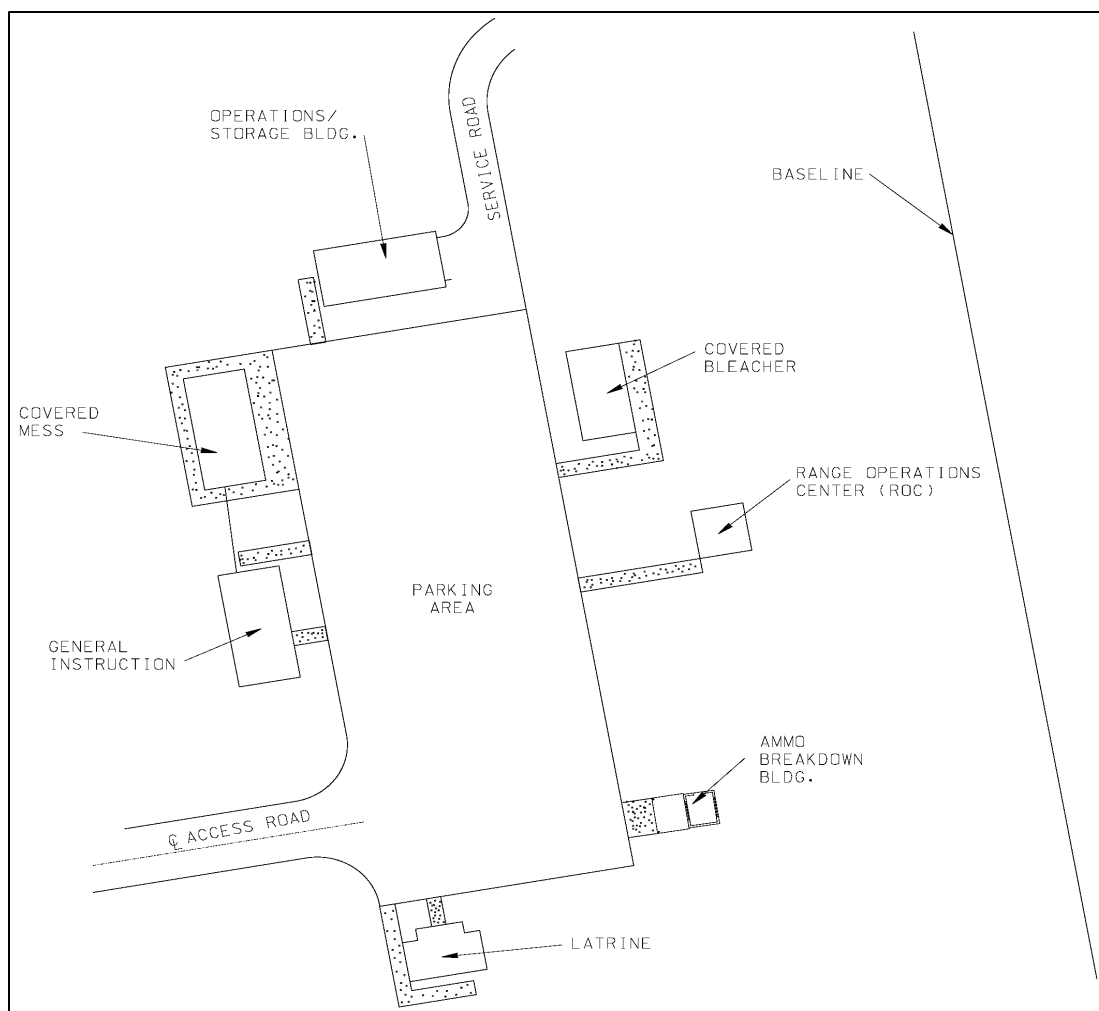 OPERATIONS/
STORAGE BLDG.
SERVICE ROAD
BASELINE
COVERED
BLEACHER
COVERED
MESS
RANGE OPERATIONS
CENTER (ROC)
PARKING
AREA
GENERAL
INSTRUCTION
AMMO
BREAKDOWN
BLDG.
℄ ACCESS ROAD
LATRINE